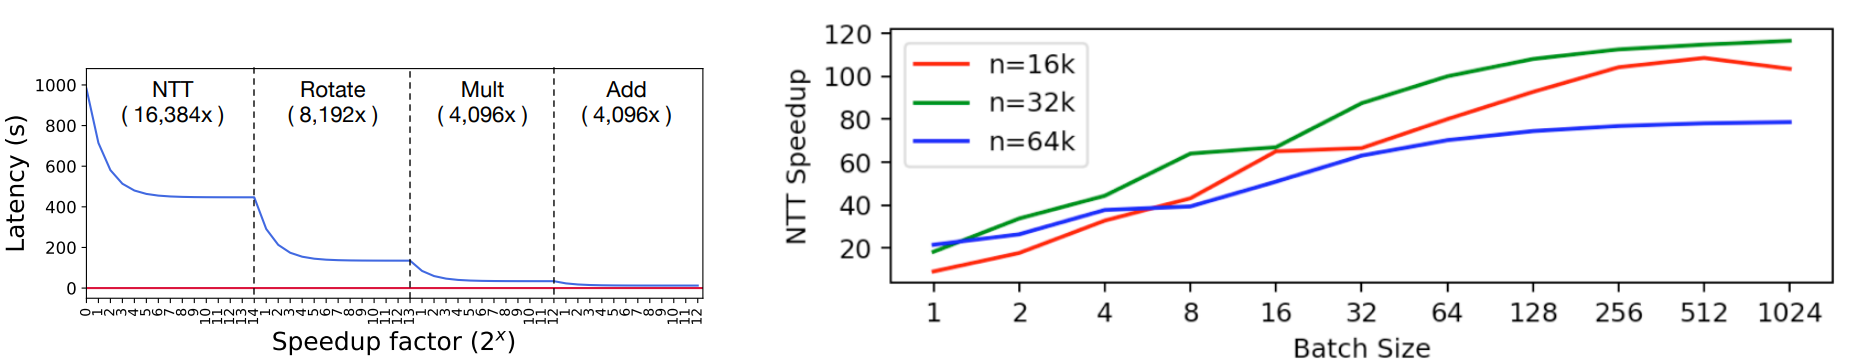 NTT
( 16,384x )
Rotate
( 8,192x )
Mult
( 4,096x )
Add
( 4,096x )
Latency (s)
1000
800
600
400
200
0
0 1 2 3 4 5 6 7 8 9 10 11 12 13 14 1 2 3 4 5 6 7 8 9 10 11 12 13 1 2 3 4 5 6 7 8 9 10 11 12 1 2 3 4 5 6 7 8 9 10 11 12
Speedup factor (2ˣ)
NTT Speedup
120
100
80
60
40
20
n=16k
n=32k
n=64k
1 2 4 8 16 32 64 128 256 512 1024
Batch Size